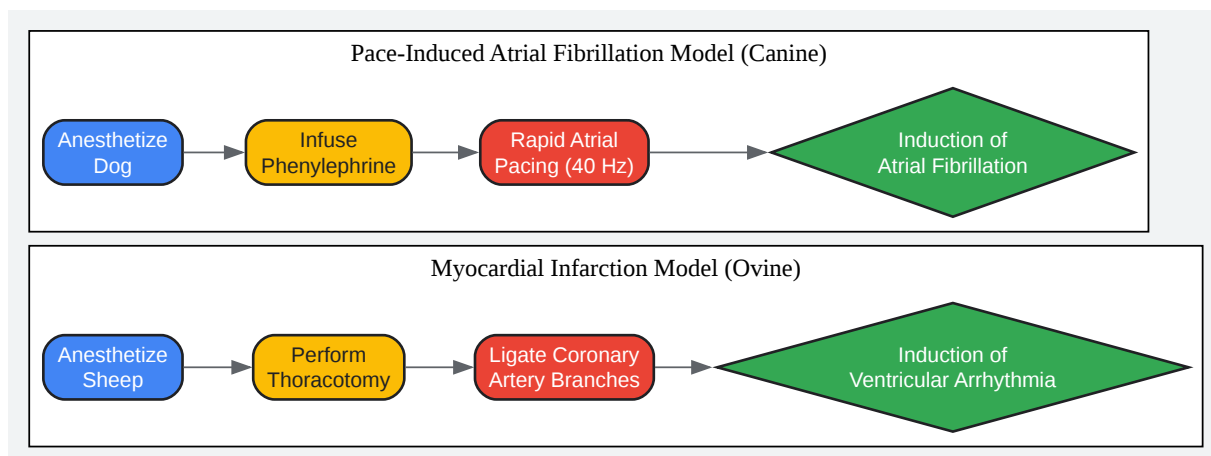 Pace-Induced Atrial Fibrillation Model (Canine)
Anesthetize
Dog
Infuse
Phenylephrine
Rapid Atrial
Pacing (40 Hz)
Induction of
Atrial Fibrillation
Myocardial Infarction Model (Ovine)
Anesthetize
Sheep
Perform
Thoracotomy
Ligate Coronary
Artery Branches
Induction of
Ventricular Arrhythmia